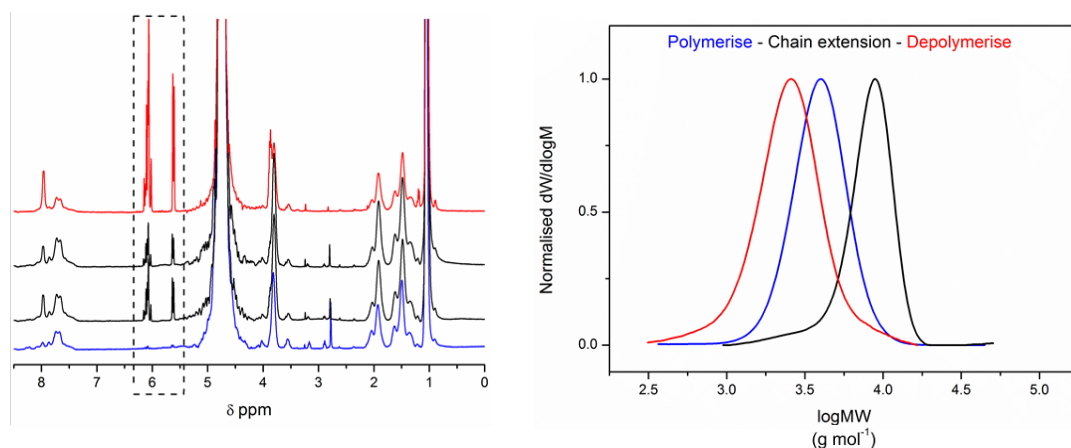 8 7 6 5 4 3 2 1 0
δ ppm
Polymerise - Chain extension - Depolymerise
Normalised dW/dlogM
1.0
0.5
0.0
2.5 3.0 3.5 4.0 4.5 5.0
logMW
(g mol⁻¹)